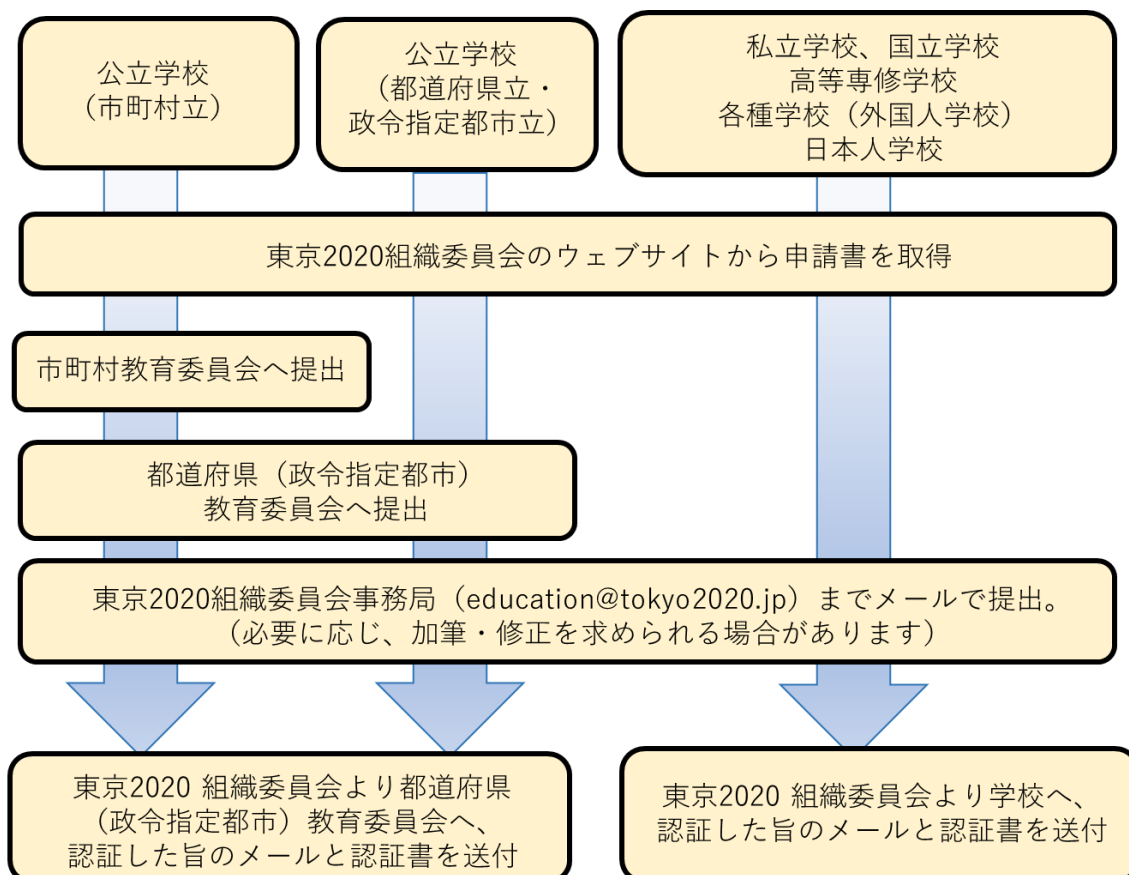 公立学校
（市町村立）
公立学校
（都道府県立・
政令指定都市立）
私立学校、国立学校
高等専修学校
各種学校（外国人学校）
日本人学校
東京2020組織委員会のウェブサイトから申請書を取得
市町村教育委員会へ提出
都道府県（政令指定都市）
教育委員会へ提出
東京2020組織委員会事務局（education@tokyo2020.jp）までメールで提出。
（必要に応じ、加筆・修正を求められる場合があります）
東京2020 組織委員会より都道府県
（政令指定都市）教育委員会へ、
認証した旨のメールと認証書を送付
東京2020 組織委員会より学校へ、
認証した旨のメールと認証書を送付